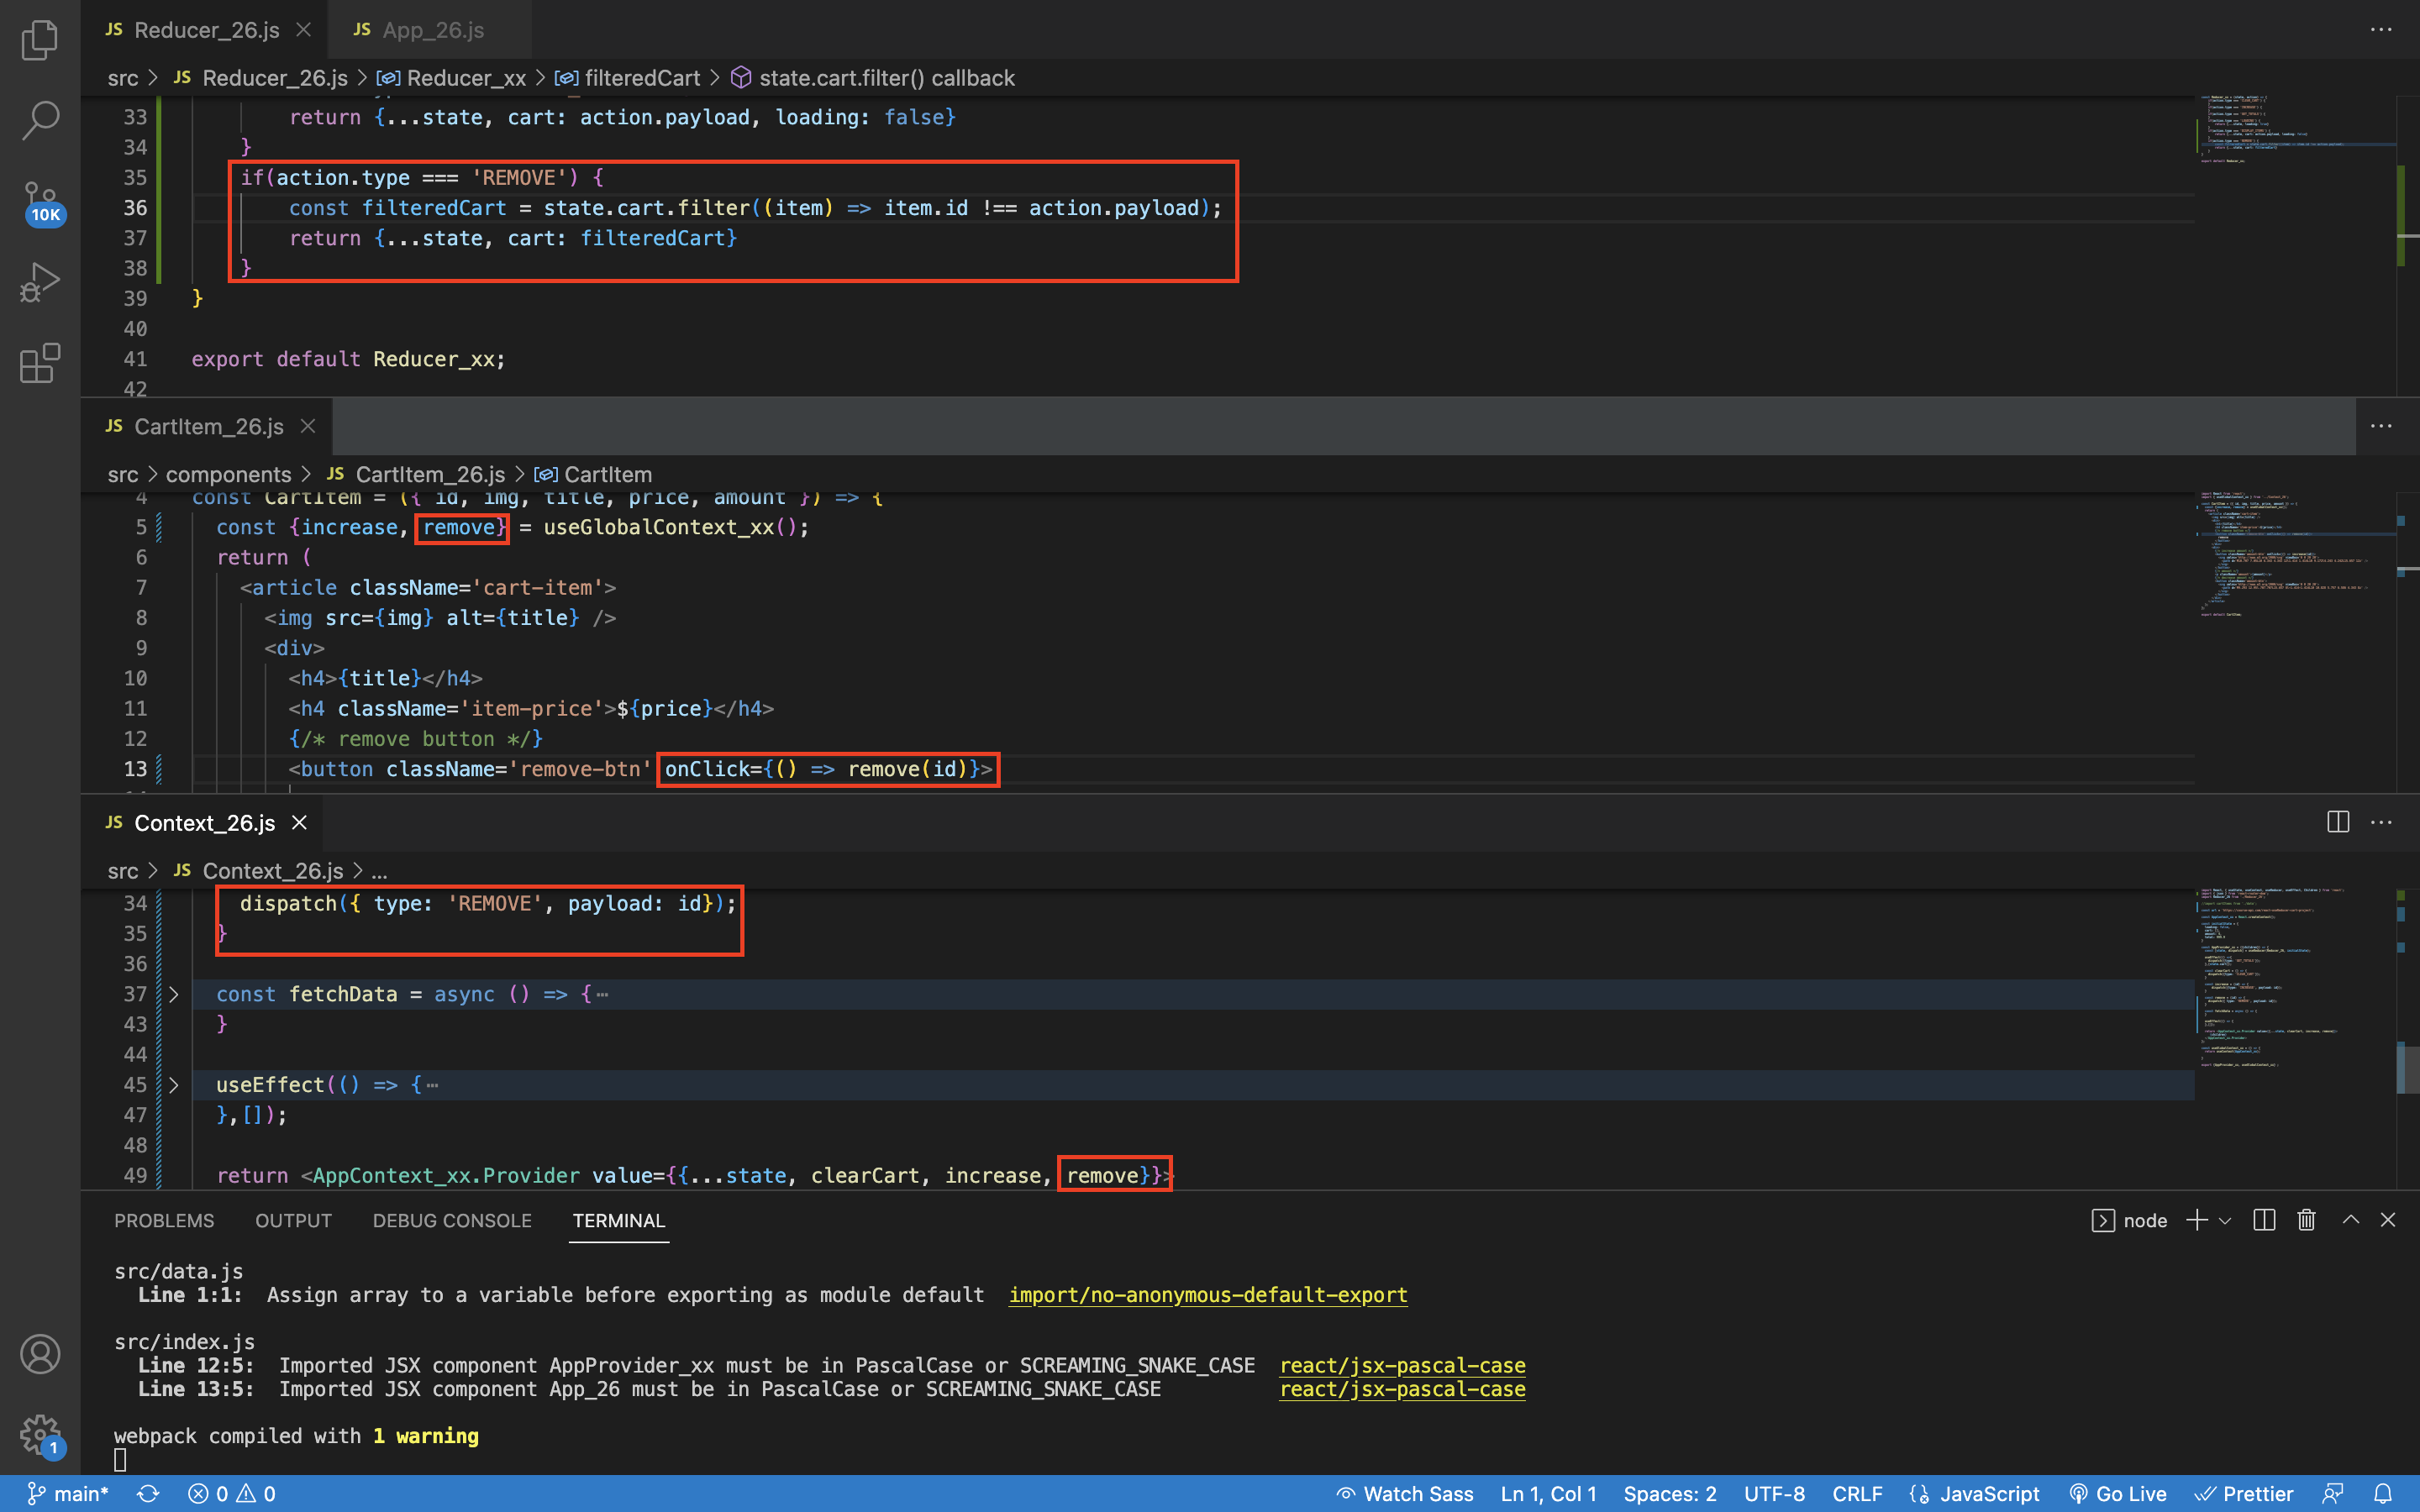 JS Reducer_26.js JS App_26.js
src > JS Reducer_26.js > Reducer_xx > filteredCart > state.cart.filter() callback
33 return {...state, cart: action.payload, loading: false}
34 }
35 if(action.type === 'REMOVE') {
36 const filteredCart = state.cart.filter((item) => item.id !== action.payload);
37 return {...state, cart: filteredCart}
38 }
39 }
40
41 export default Reducer_xx;
42
10K
JS CartItem_26.js
src > components > JS CartItem_26.js > CartItem
4 const CartItem = ({ id, img, title, price, amount }) => {
5 const {increase, remove} = useGlobalContext_xx();
6 return (
7 <article className='cart-item'>
8 <img src={img} alt={title} />
9 <div>
10 <h4>{title}</h4>
11 <h4 className='item-price'>${price}</h4>
12 {/* remove button */}
13 <button className='remove-btn' onClick={() => remove(id)}>
JS Context_26.js
src > JS Context_26.js > ...
34 dispatch({ type: 'REMOVE', payload: id});
35 }
36
37 const fetchData = async () => {⋯
43 }
44
45 useEffect(() => {⋯
47 },[]);
48
49 return <AppContext_xx.Provider value={{...state, clearCart, increase, remove}}>
PROBLEMS OUTPUT DEBUG CONSOLE TERMINAL node
src/data.js
Line 1:1: Assign array to a variable before exporting as module default import/no-anonymous-default-export
src/index.js
Line 12:5: Imported JSX component AppProvider_xx must be in PascalCase or SCREAMING_SNAKE_CASE react/jsx-pascal-case
Line 13:5: Imported JSX component App_26 must be in PascalCase or SCREAMING_SNAKE_CASE react/jsx-pascal-case
webpack compiled with 1 warning
1
main* 0 0 Watch Sass Ln 1, Col 1 Spaces: 2 UTF-8 CRLF JavaScript Go Live Prettier